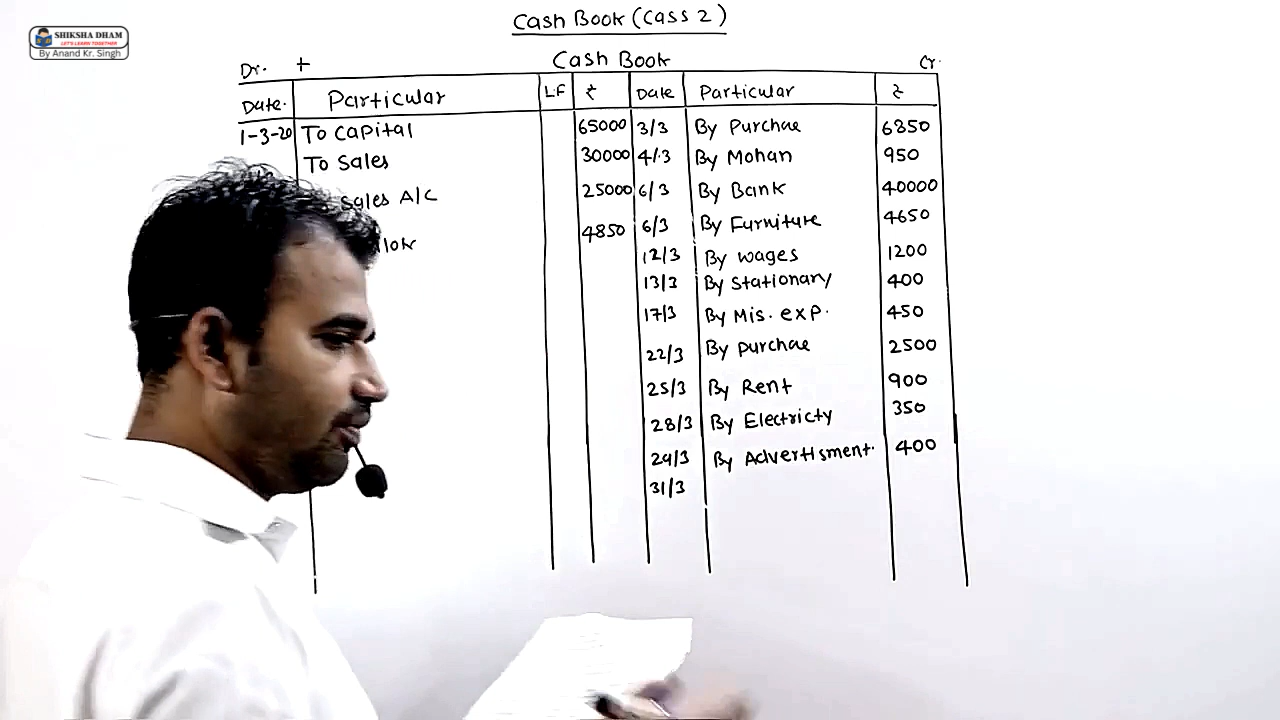 SHIKSHA DHAM
LET'S LEARN TOGETHER
By Anand Kr. Singh
Cash Book (Cass 2)
Cash Book
Dr. + Cr.
Date. Particular LF ₹ Date Particular ₹
1-3-20 To Capital 65000 3/3 By Purchae 6850
To Sales 30000 4/3 By Mohan 950
Sales A/C 25000 6/3 By Bank 40000
4850 6/3 By Furniture 4650
12/3 By wages 1200
13/3 By Stationary 400
17/3 By Mis. exp. 450
22/3 By purchae 2500
25/3 By Rent 900
28/3 By Electricty 350
29/3 By Advertisment. 400
31/3